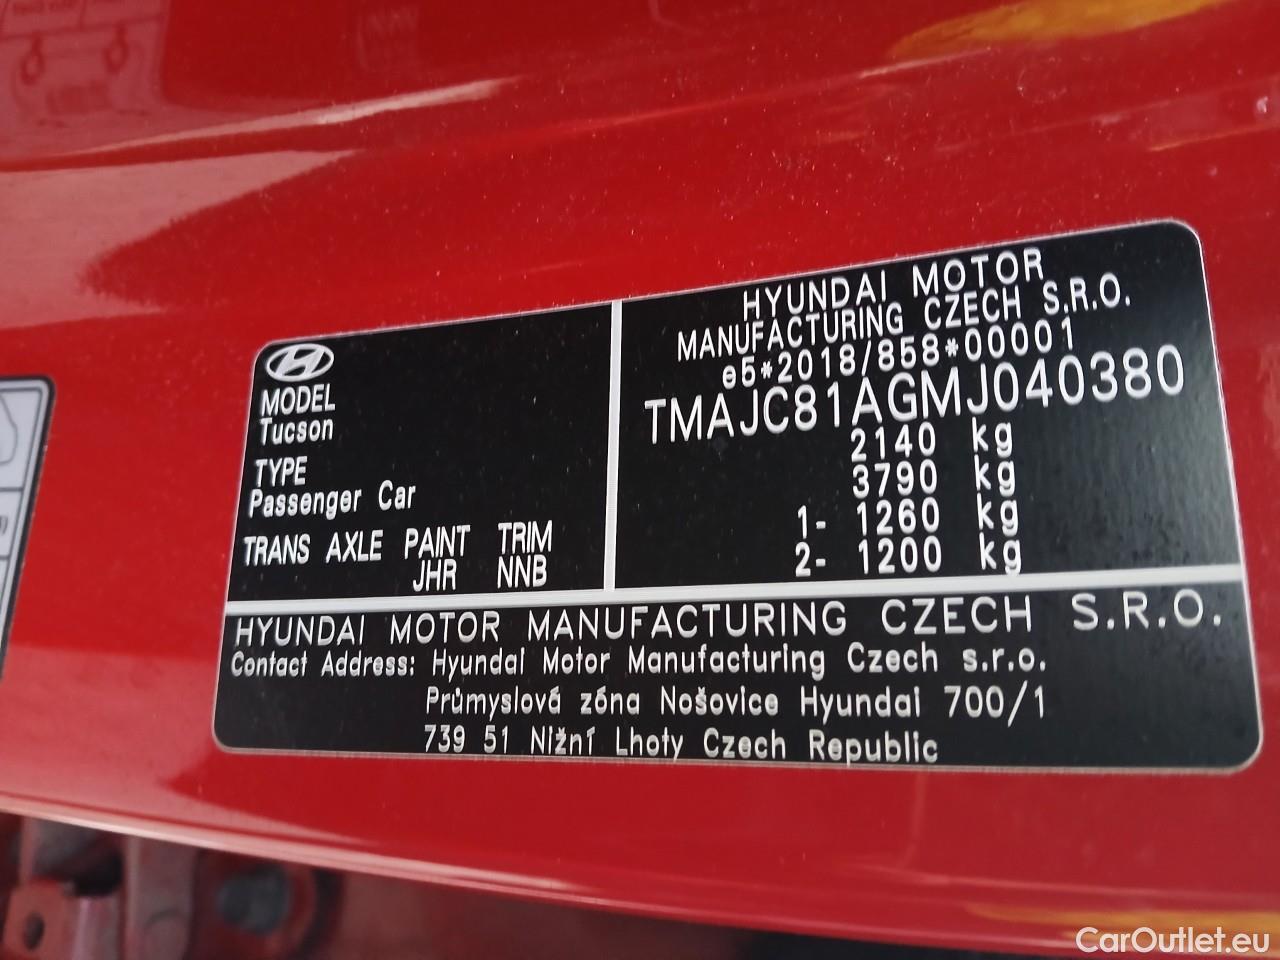 MODEL
Tucson
TYPE
Passenger Car
TRANS AXLE PAINT TRIM
JHR NNB
HYUNDAI MOTOR
MANUFACTURING CZECH S.R.O.
e5*2018/858*00001
TMAJC81AGMJ040380
2140 kg
3790 kg
1- 1260 kg
2- 1200 kg
HYUNDAI MOTOR MANUFACTURING CZECH S.R.O.
Contact Address: Hyundai Motor Manufacturing Czech s.r.o.
Průmyslová zóna Nošovice Hyundai 700/1
739 51 Nižní Lhoty Czech Republic
CarOutlet.eu